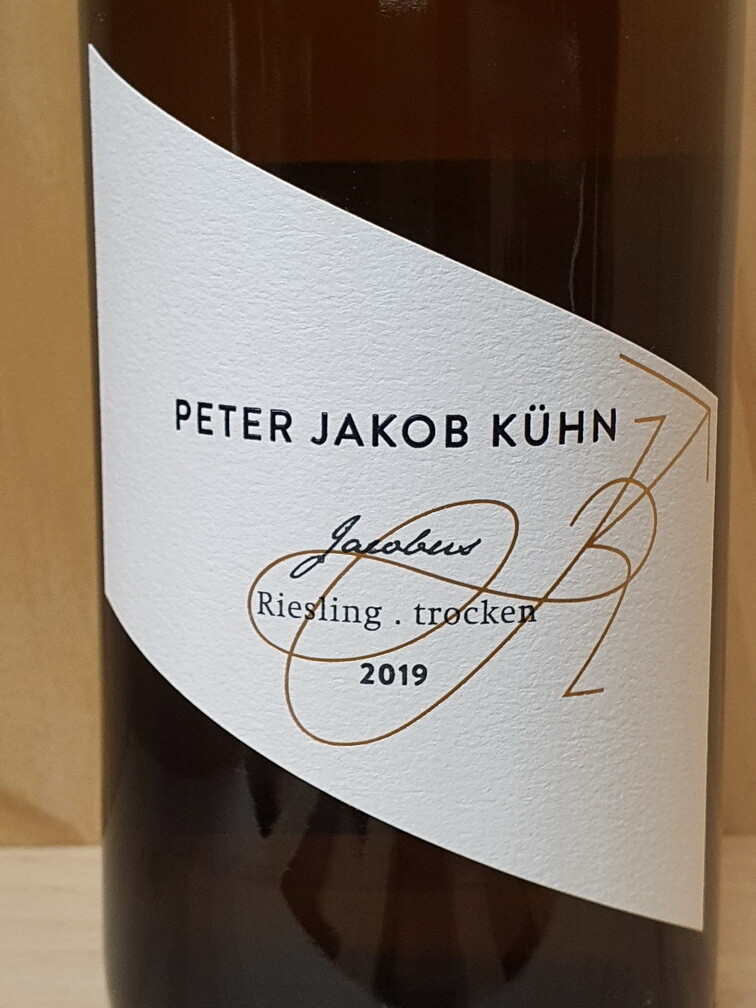 PETER JAKOB KÜHN
Jacobus
Riesling . trocken
2019